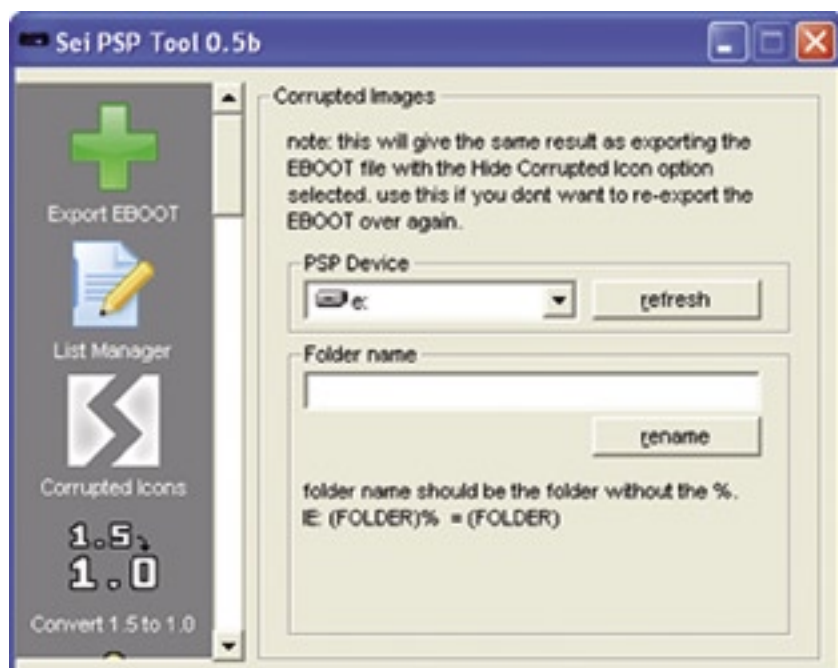 Sei PSP Tool 0.5b
Export EBOOT
List Manager
Corrupted Icons
1.5
1.0
Convert 1.5 to 1.0
Corrupted Images
note: this will give the same result as exporting the
EBOOT file with the Hide Corrupted Icon option
selected. use this if you dont want to re-export the
EBOOT over again.
PSP Device
e:
refresh
Folder name
rename
folder name should be the folder without the %.
IE: (FOLDER)% = (FOLDER)